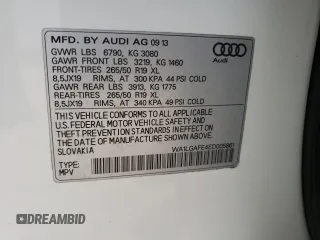 MFD. BY AUDI AG 09 13
GVWR LBS 6790, KG 3080
GAWR FRONT LBS 3219, KG 1460
FRONT-TIRES 265/50 R19 XL
8,5JX19 RIMS, AT 300 KPA 44 PSI COLD
GAWR REAR LBS 3913, KG 1775
REAR-TIRES 265/50 R19 XL
8,5JX19 RIMS, AT 340 KPA 49 PSI COLD
THIS VEHICLE CONFORMS TO ALL APPLICABLE
U.S. FEDERAL MOTOR VEHICLE SAFETY, BUMPER AND
THEFT PREVENTION STANDARDS IN EFFECT ON THE
DATE OF MANUFACTURE SHOWN ABOVE
SLOVAKIA
TYPE:
MPV
Audi
AUTOBIDMASTER